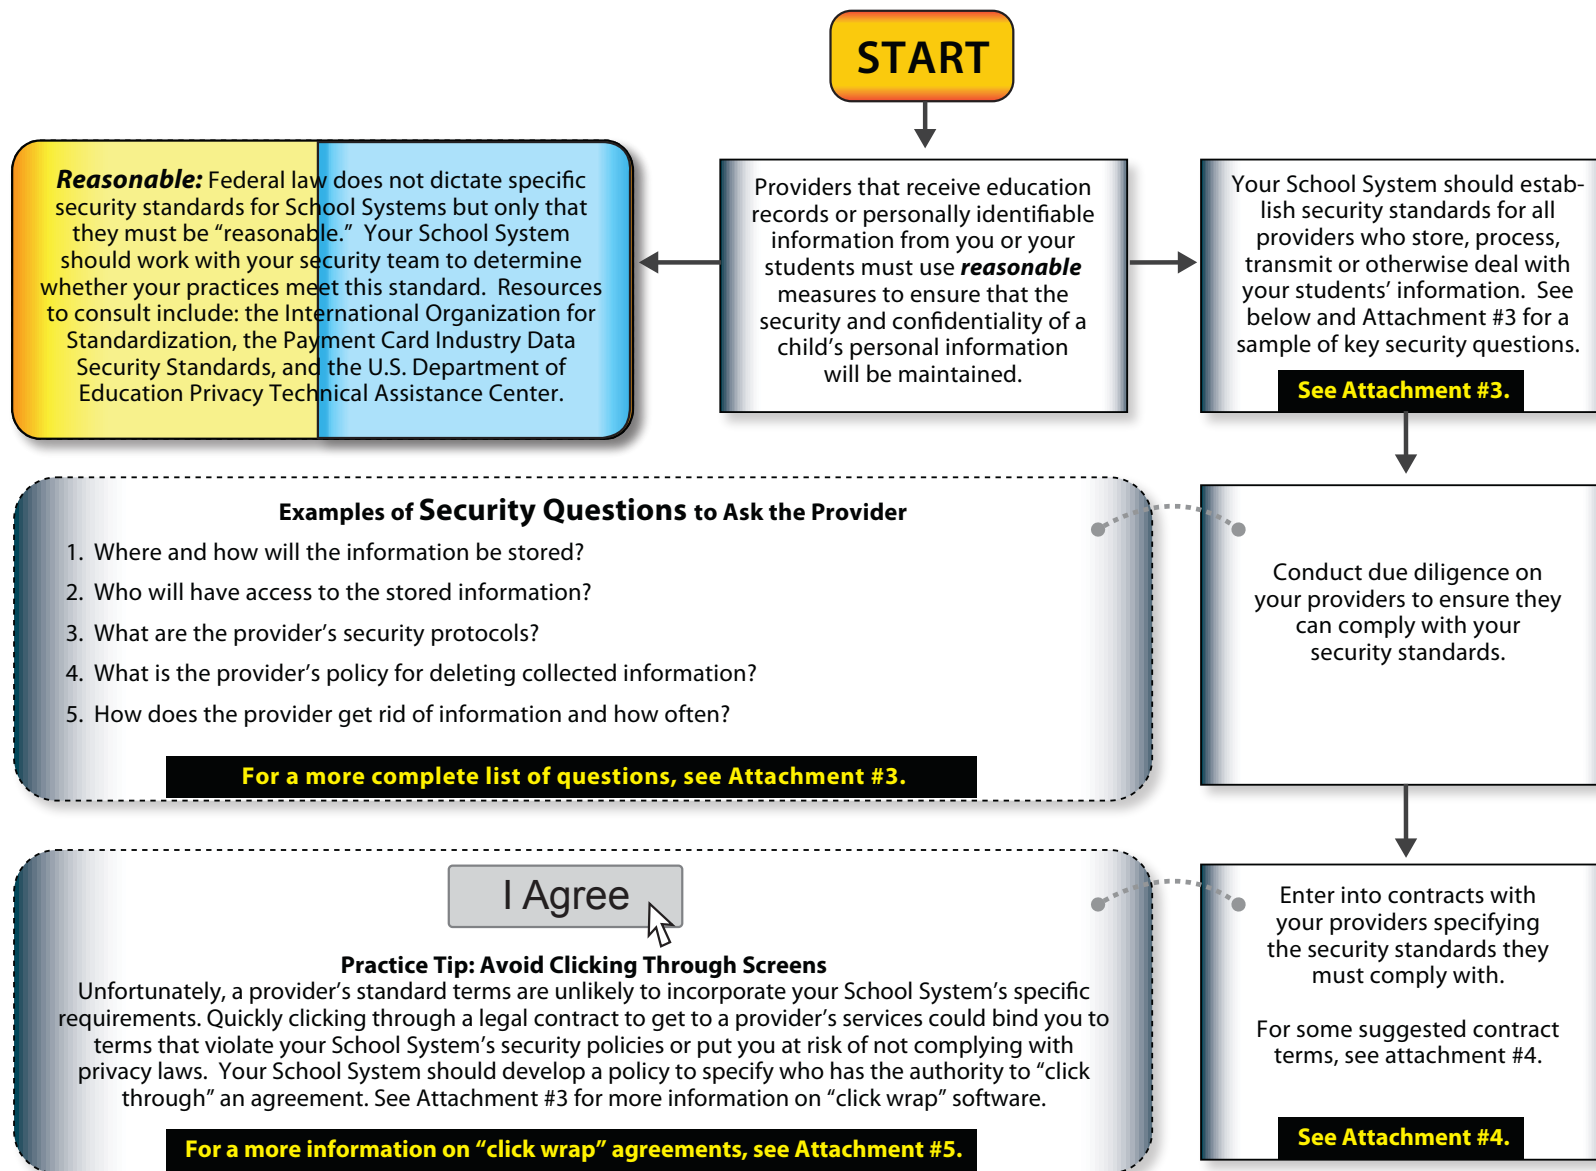 START
Reasonable: Federal law does not dictate specific
security standards for School Systems but only that
they must be “reasonable.”  Your School System
should work with your security team to determine
whether your practices meet this standard.  Resources
to consult include: the International Organization for
Standardization, the Payment Card Industry Data
Security Standards, and the U.S. Department of
Education Privacy Technical Assistance Center.
Providers that receive education
records or personally identifiable
information from you or your
students must use reasonable
measures to ensure that the
security and confidentiality of a
child’s personal information
will be maintained.
Your School System should estab-
lish security standards for all
providers who store, process,
transmit or otherwise deal with
your students’ information.  See
below and Attachment #3 for a
sample of key security questions.
See Attachment #3.
Examples of Security Questions to Ask the Provider
1. Where and how will the information be stored?
2. Who will have access to the stored information?
3. What are the provider’s security protocols?
4. What is the provider’s policy for deleting collected information?
5. How does the provider get rid of information and how often?
For a more complete list of questions, see Attachment #3.
Conduct due diligence on
your providers to ensure they
can comply with your
security standards.
I Agree
Practice Tip: Avoid Clicking Through Screens
Unfortunately, a provider’s standard terms are unlikely to incorporate your School System’s specific
requirements. Quickly clicking through a legal contract to get to a provider’s services could bind you to
terms that violate your School System’s security policies or put you at risk of not complying with
privacy laws.  Your School System should develop a policy to specify who has the authority to “click
through” an agreement. See Attachment #3 for more information on “click wrap” software.
For a more information on “click wrap” agreements, see Attachment #5.
Enter into contracts with
your providers specifying
the security standards they
must comply with.
For some suggested contract
terms, see attachment #4.
See Attachment #4.